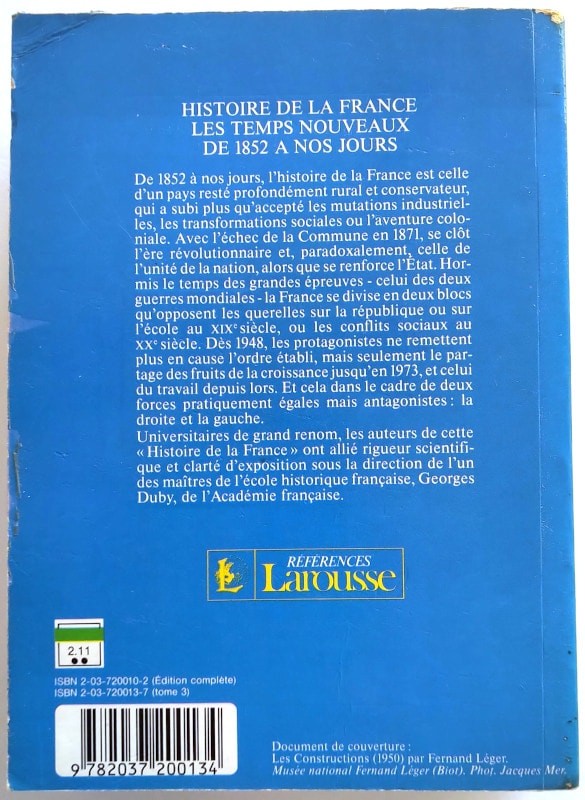 HISTOIRE DE LA FRANCE
LES TEMPS NOUVEAUX
DE 1852 A NOS JOURS
De 1852 à nos jours, l'histoire de la France est celle
d'un pays resté profondément rural et conservateur,
qui a subi plus qu'accepté les mutations industriel-
les, les transformations sociales ou l'aventure colo-
niale. Avec l'échec de la Commune en 1871, se clôt
l'ère révolutionnaire et, paradoxalement, celle de
l'unité de la nation, alors que se renforce l'État. Hor-
mis le temps des grandes épreuves - celui des deux
guerres mondiales - la France se divise en deux blocs
qu'opposent les querelles sur la république ou sur
l'école au XIXe siècle, ou les conflits sociaux au
XXe siècle. Dès 1948, les protagonistes ne remettent
plus en cause l'ordre établi, mais seulement le par-
tage des fruits de la croissance jusqu'en 1973, et celui
du travail depuis lors. Et cela dans le cadre de deux
forces pratiquement égales mais antagonistes : la
droite et la gauche.
Universitaires de grand renom, les auteurs de cette
« Histoire de la France » ont allié rigueur scientifi-
que et clarté d'exposition sous la direction de l'un
des maîtres de l'école historique française, Georges
Duby, de l'Académie française.
RÉFÉRENCES
Larousse
2.11
ISBN 2-03-720010-2 (Édition complète)
ISBN 2-03-720013-7 (tome 3)
9 782037 200134
Document de couverture :
Les Constructions (1950) par Fernand Lèger.
Musée national Fernand Léger (Biot). Phot. Jacques Mer.